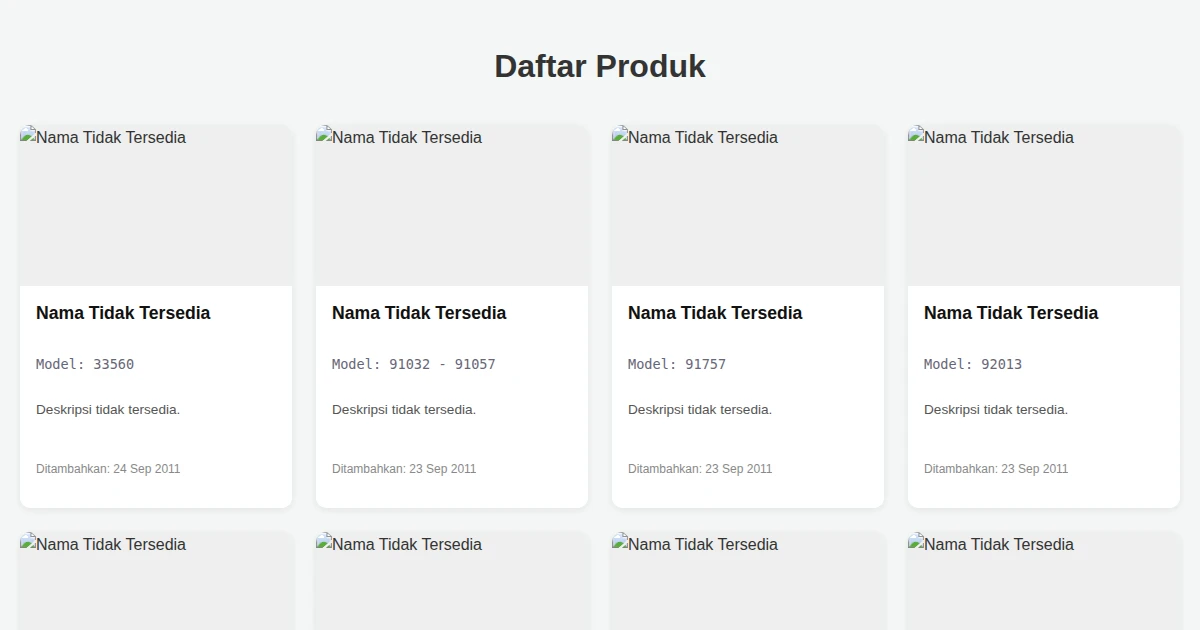 Daftar Produk
Nama Tidak Tersedia
Nama Tidak Tersedia
Model: 33560
Deskripsi tidak tersedia.
Ditambahkan: 24 Sep 2011
Nama Tidak Tersedia
Nama Tidak Tersedia
Model: 91032 - 91057
Deskripsi tidak tersedia.
Ditambahkan: 23 Sep 2011
Nama Tidak Tersedia
Nama Tidak Tersedia
Model: 91757
Deskripsi tidak tersedia.
Ditambahkan: 23 Sep 2011
Nama Tidak Tersedia
Nama Tidak Tersedia
Model: 92013
Deskripsi tidak tersedia.
Ditambahkan: 23 Sep 2011
Nama Tidak Tersedia
Nama Tidak Tersedia
Nama Tidak Tersedia
Nama Tidak Tersedia